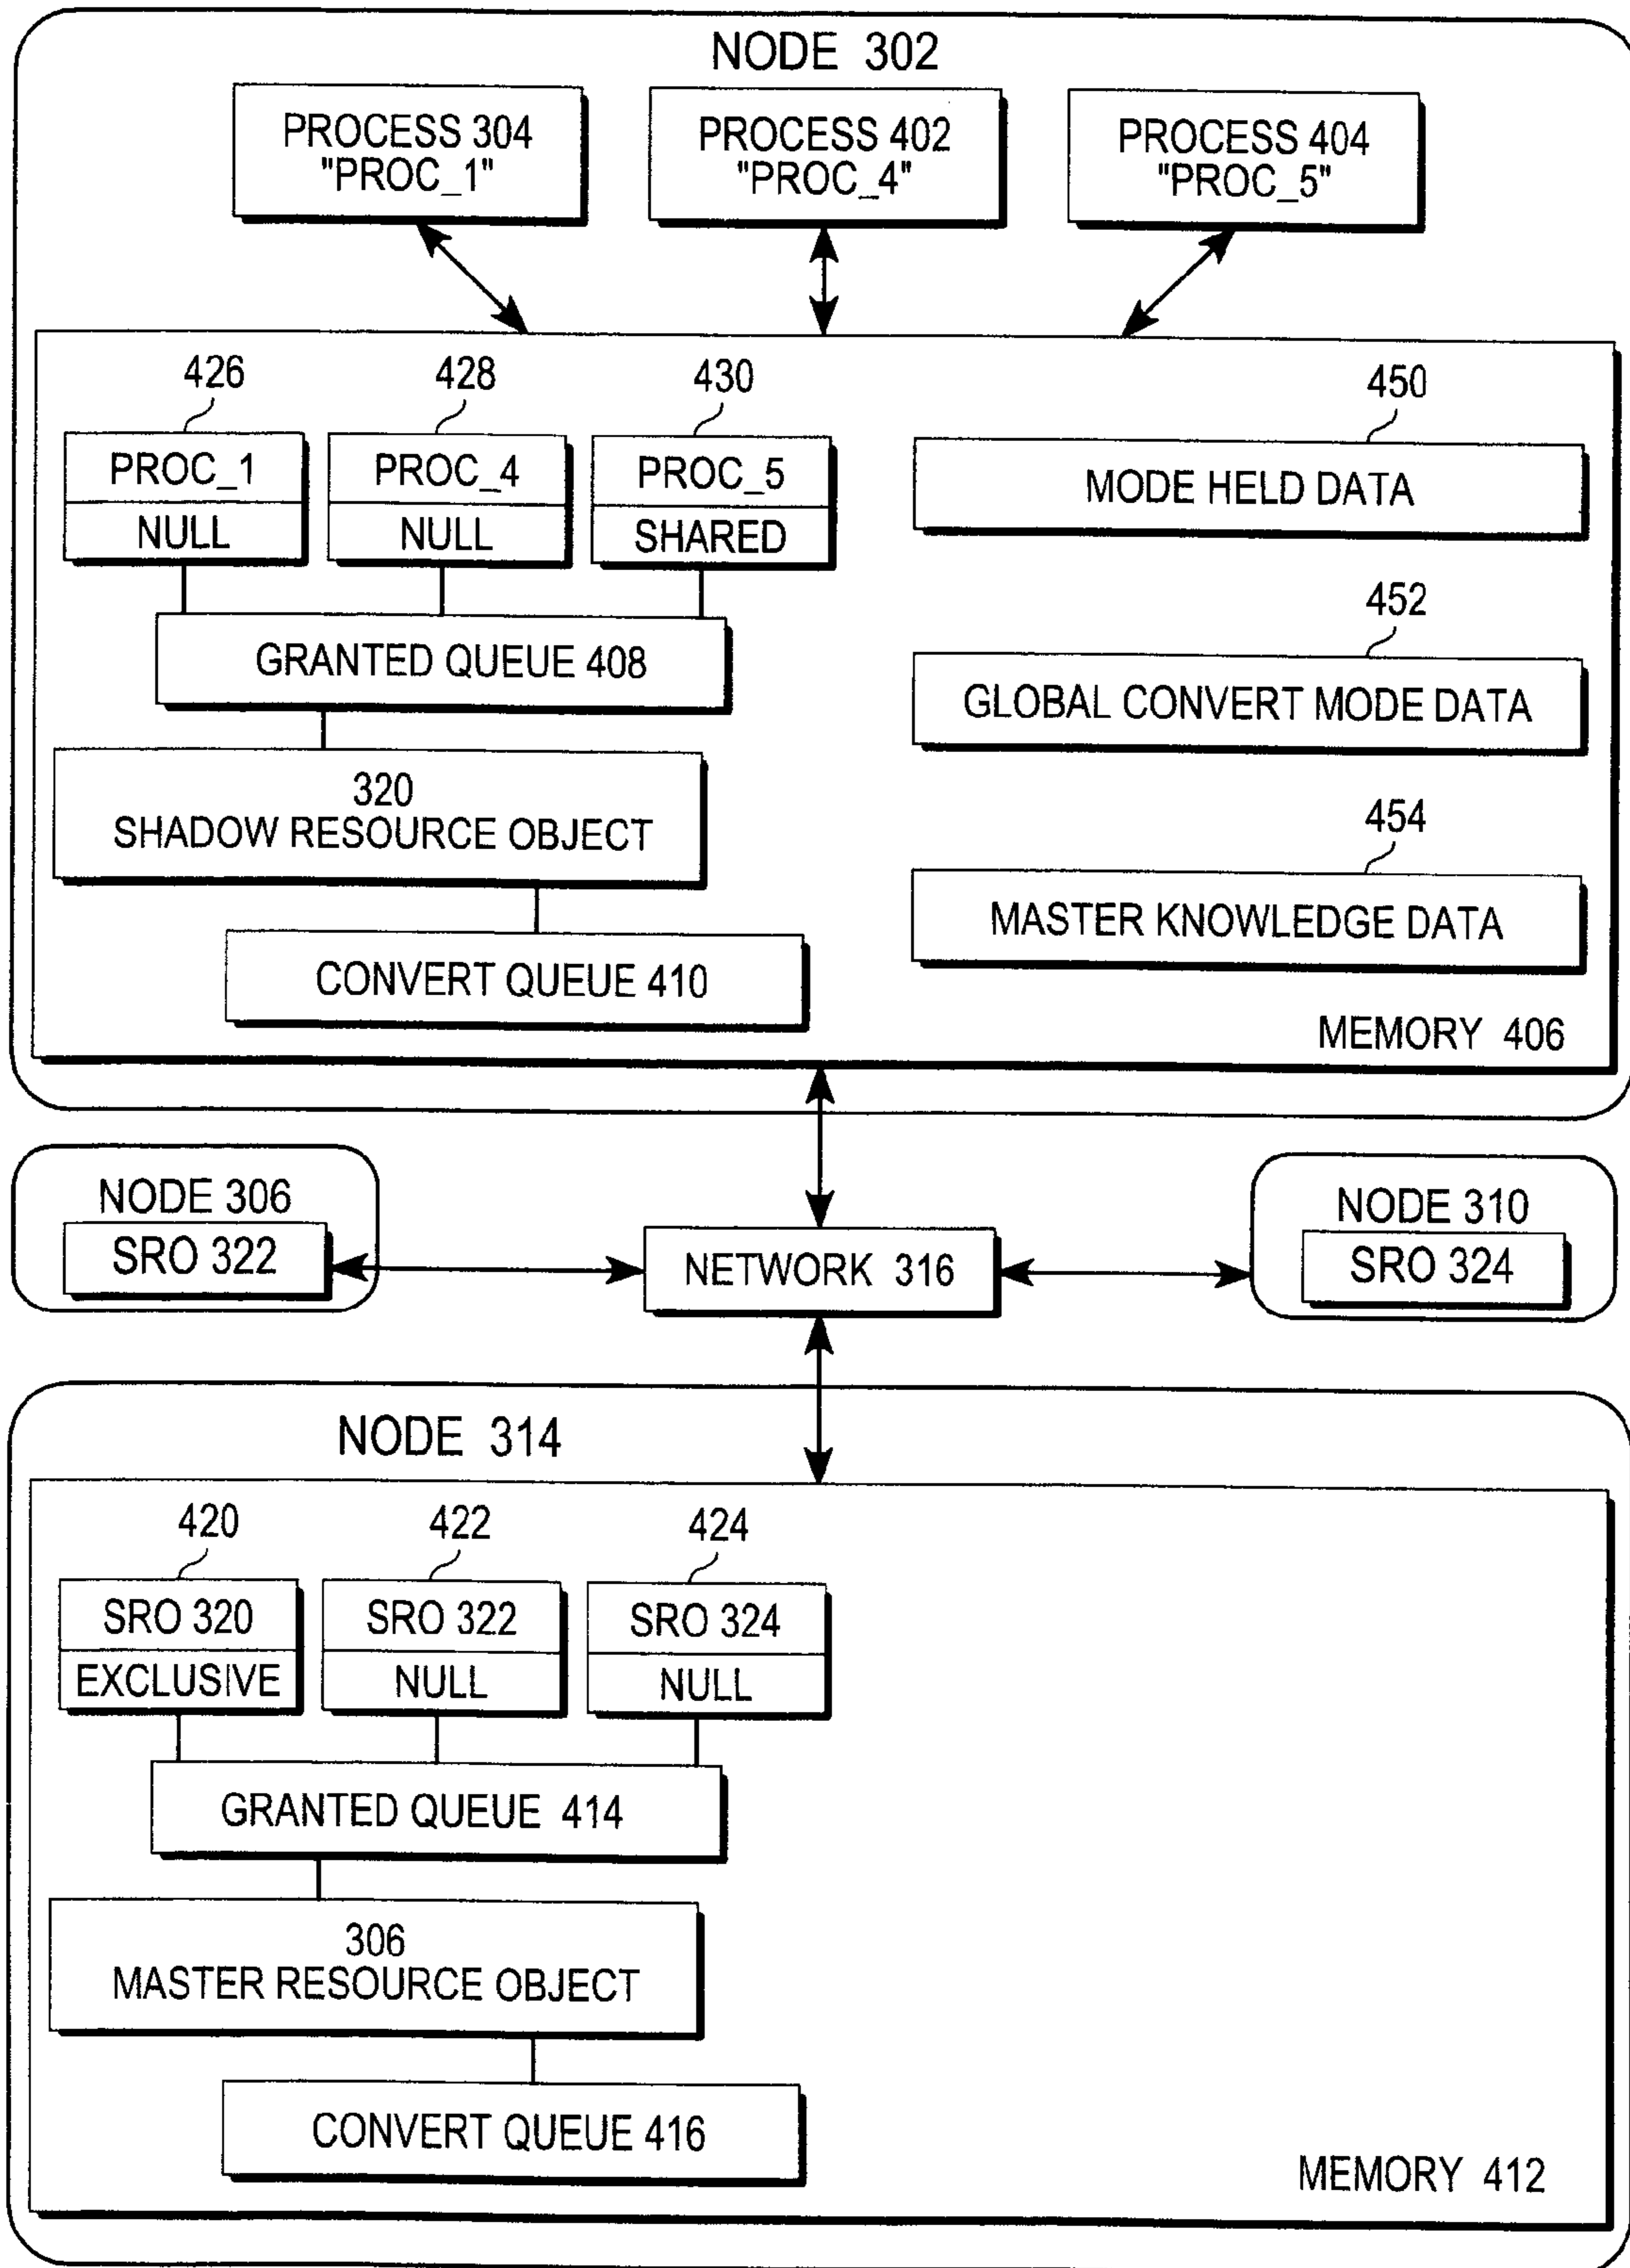 NODE 302
PROCESS 304
"PROC_1"
PROCESS 402
"PROC_4"
PROCESS 404
"PROC_5"
426
428
430
450
PROC_1
NULL
PROC_4
NULL
PROC_5
SHARED
MODE HELD DATA
GRANTED QUEUE 408
452
GLOBAL CONVERT MODE DATA
320
SHADOW RESOURCE OBJECT
454
MASTER KNOWLEDGE DATA
CONVERT QUEUE 410
MEMORY 406
NODE 306
SRO 322
NETWORK 316
NODE 310
SRO 324
NODE 314
420
422
424
SRO 320
EXCLUSIVE
SRO 322
NULL
SRO 324
NULL
GRANTED QUEUE 414
306
MASTER RESOURCE OBJECT
CONVERT QUEUE 416
MEMORY 412